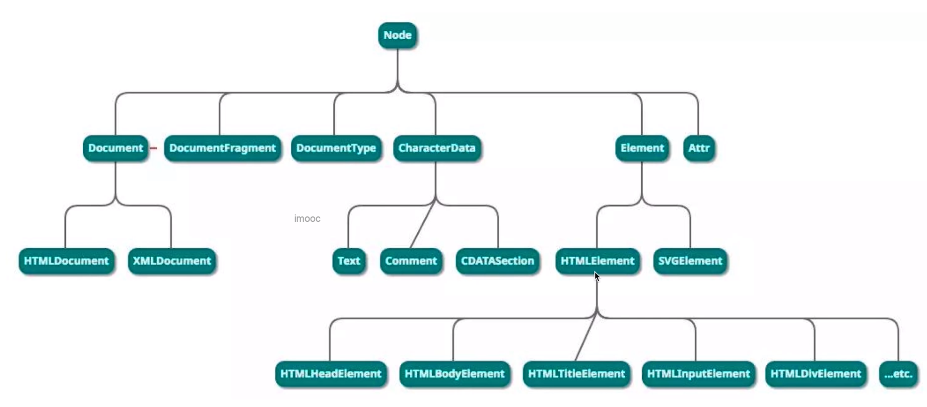 Node
Document
DocumentFragment
DocumentType
CharacterData
Element
Attr
imooc
HTMLDocument
XMLDocument
Text
Comment
CDATASection
HTMLElement
SVGElement
HTMLHeadElement
HTMLBodyElement
HTMLTitleElement
HTMLInputElement
HTMLDivElement
...etc.